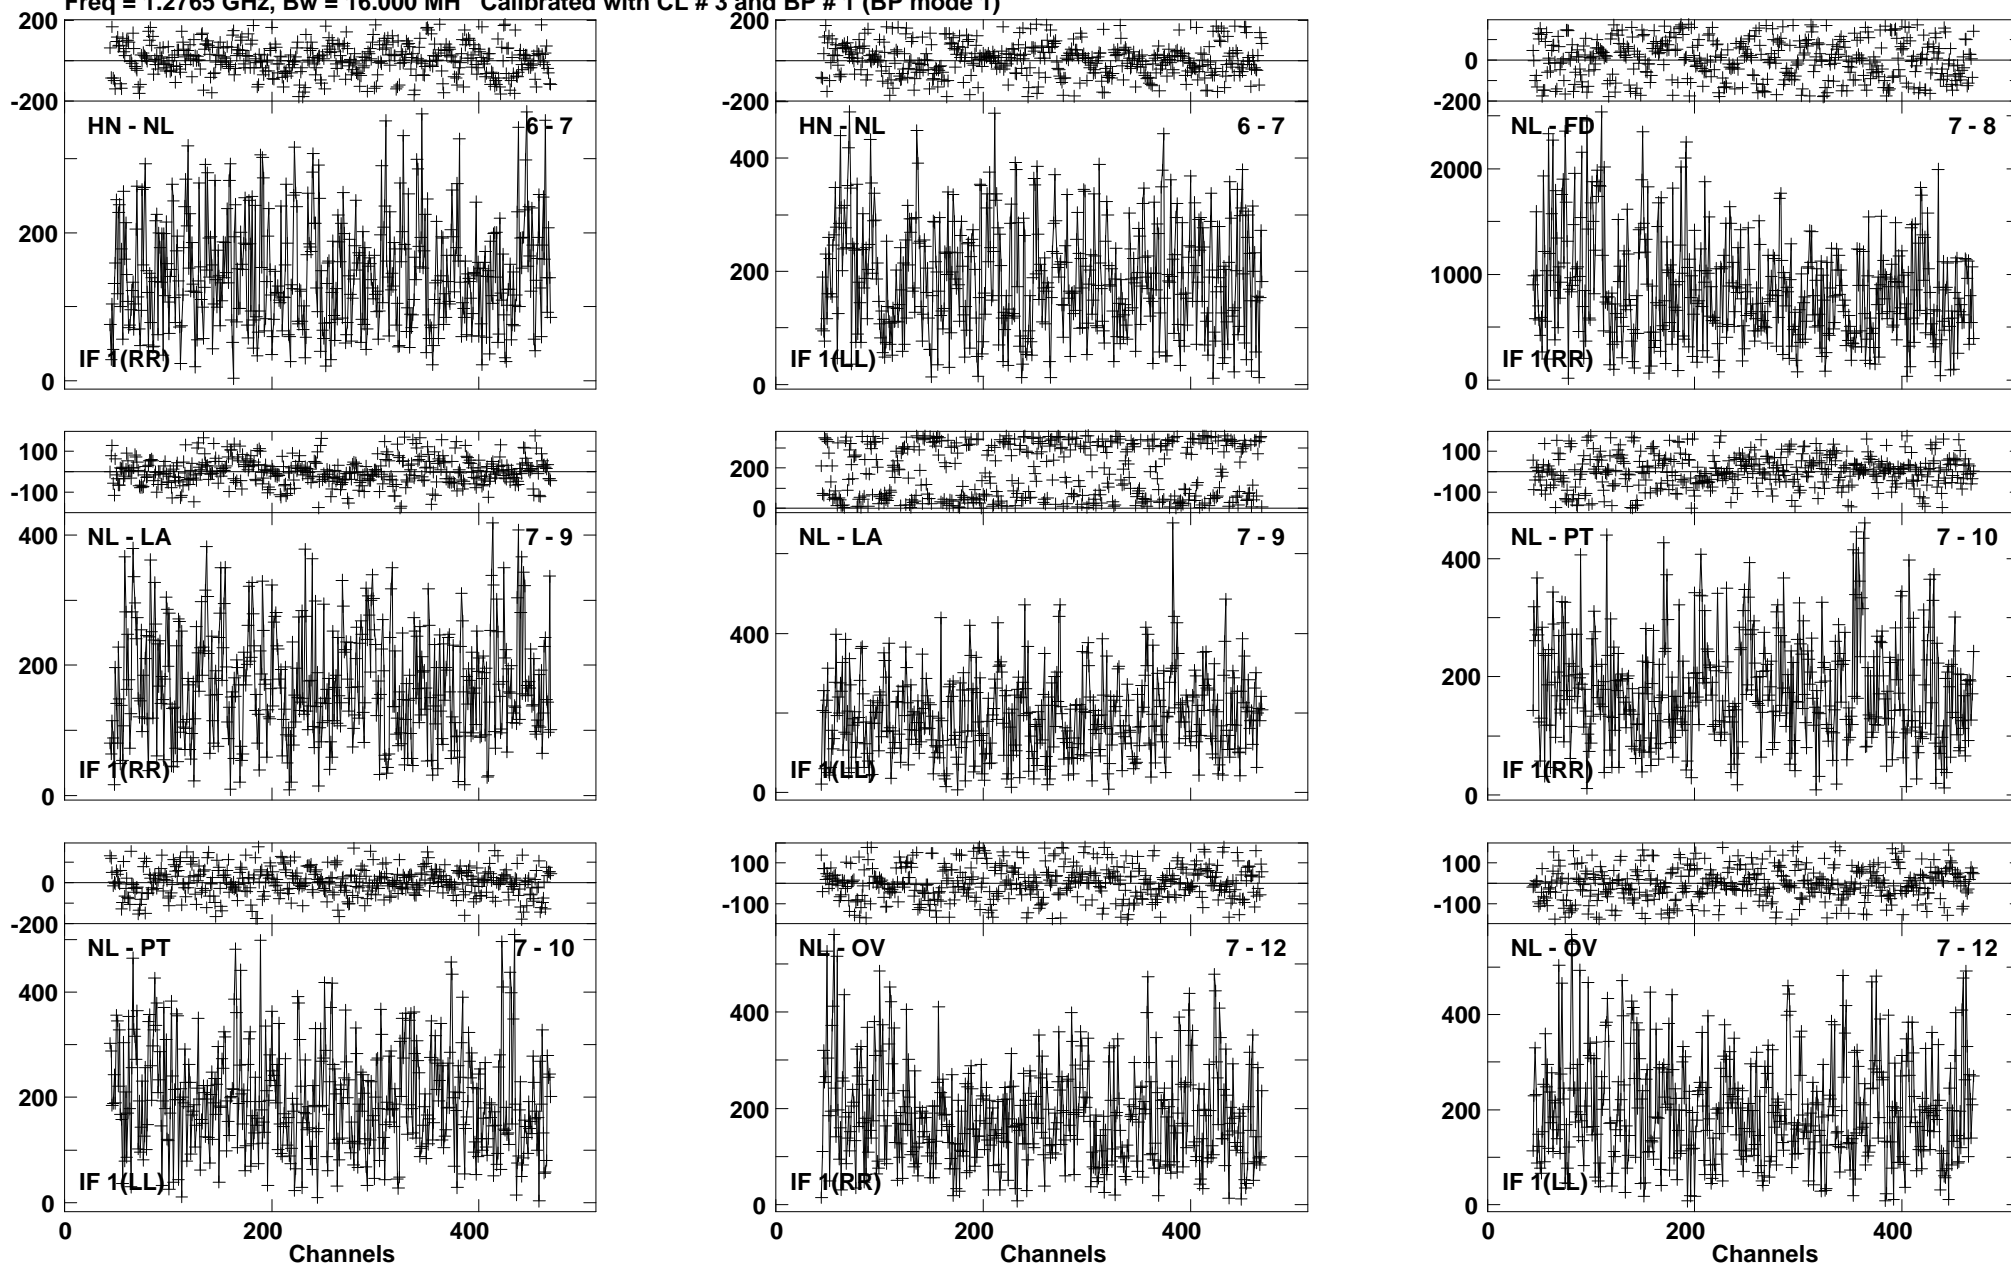 Freq = 1.2765 GHz, Bw = 16.000 MH Calibrated with CL # 3 and BP # 1 (BP mode 1)
200
-200
HN - NL 6 - 7
200
IF 1(RR)
0
200
-200
HN - NL 6 - 7
400
200
IF 1(LL)
0
0
-200
NL - FD 7 - 8
2000
1000
IF 1(RR)
0
100
-100
NL - LA 7 - 9
400
200
IF 1(RR)
0
200
0
NL - LA 7 - 9
400
IF 1(LL)
0
100
-100
NL - PT 7 - 10
400
200
IF 1(RR)
0
0
-200
NL - PT 7 - 10
400
200
IF 1(LL)
0
0 200 400
Channels
100
-100
NL - OV 7 - 12
400
200
IF 1(RR)
0
0 200 400
Channels
100
-100
NL - OV 7 - 12
400
200
IF 1(LL)
0
0 200 400
Channels